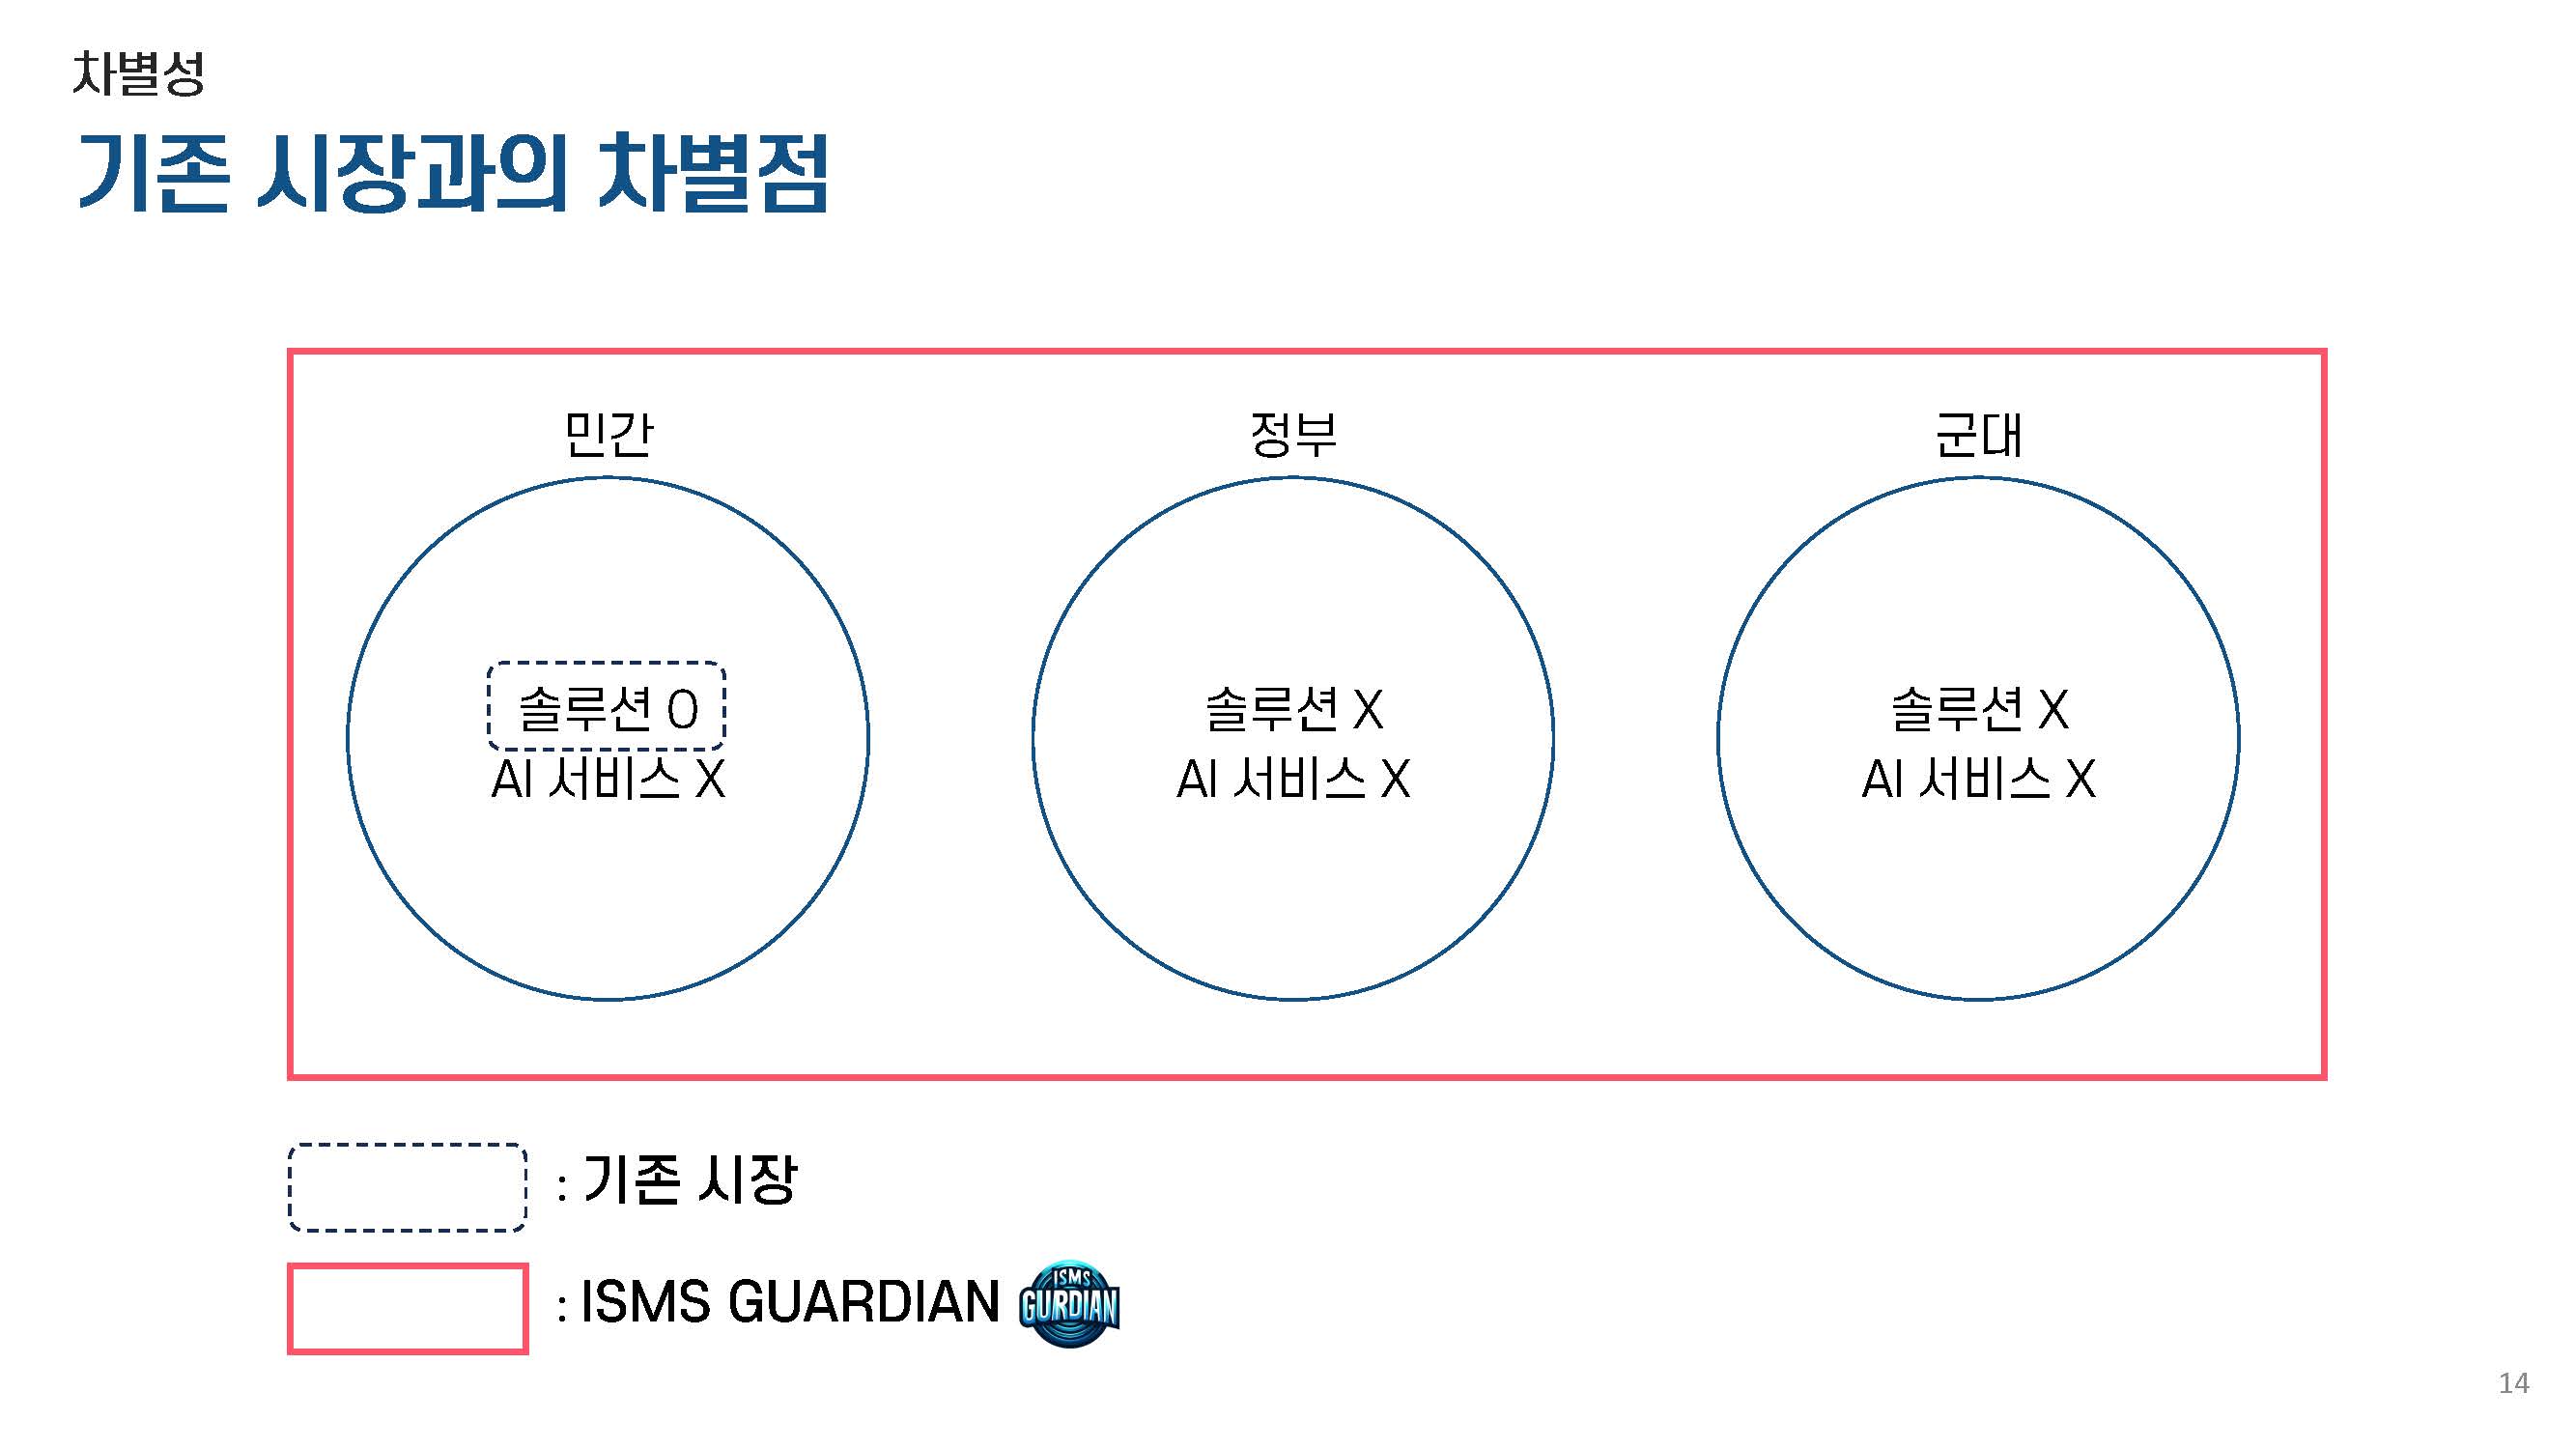 차별성
기존 시장과의 차별점
민간
정부
군대
솔루션 O
AI 서비스 X
솔루션 X
AI 서비스 X
솔루션 X
AI 서비스 X
: 기존 시장
: ISMS GUARDIAN
ISMS
GURDIAN
14